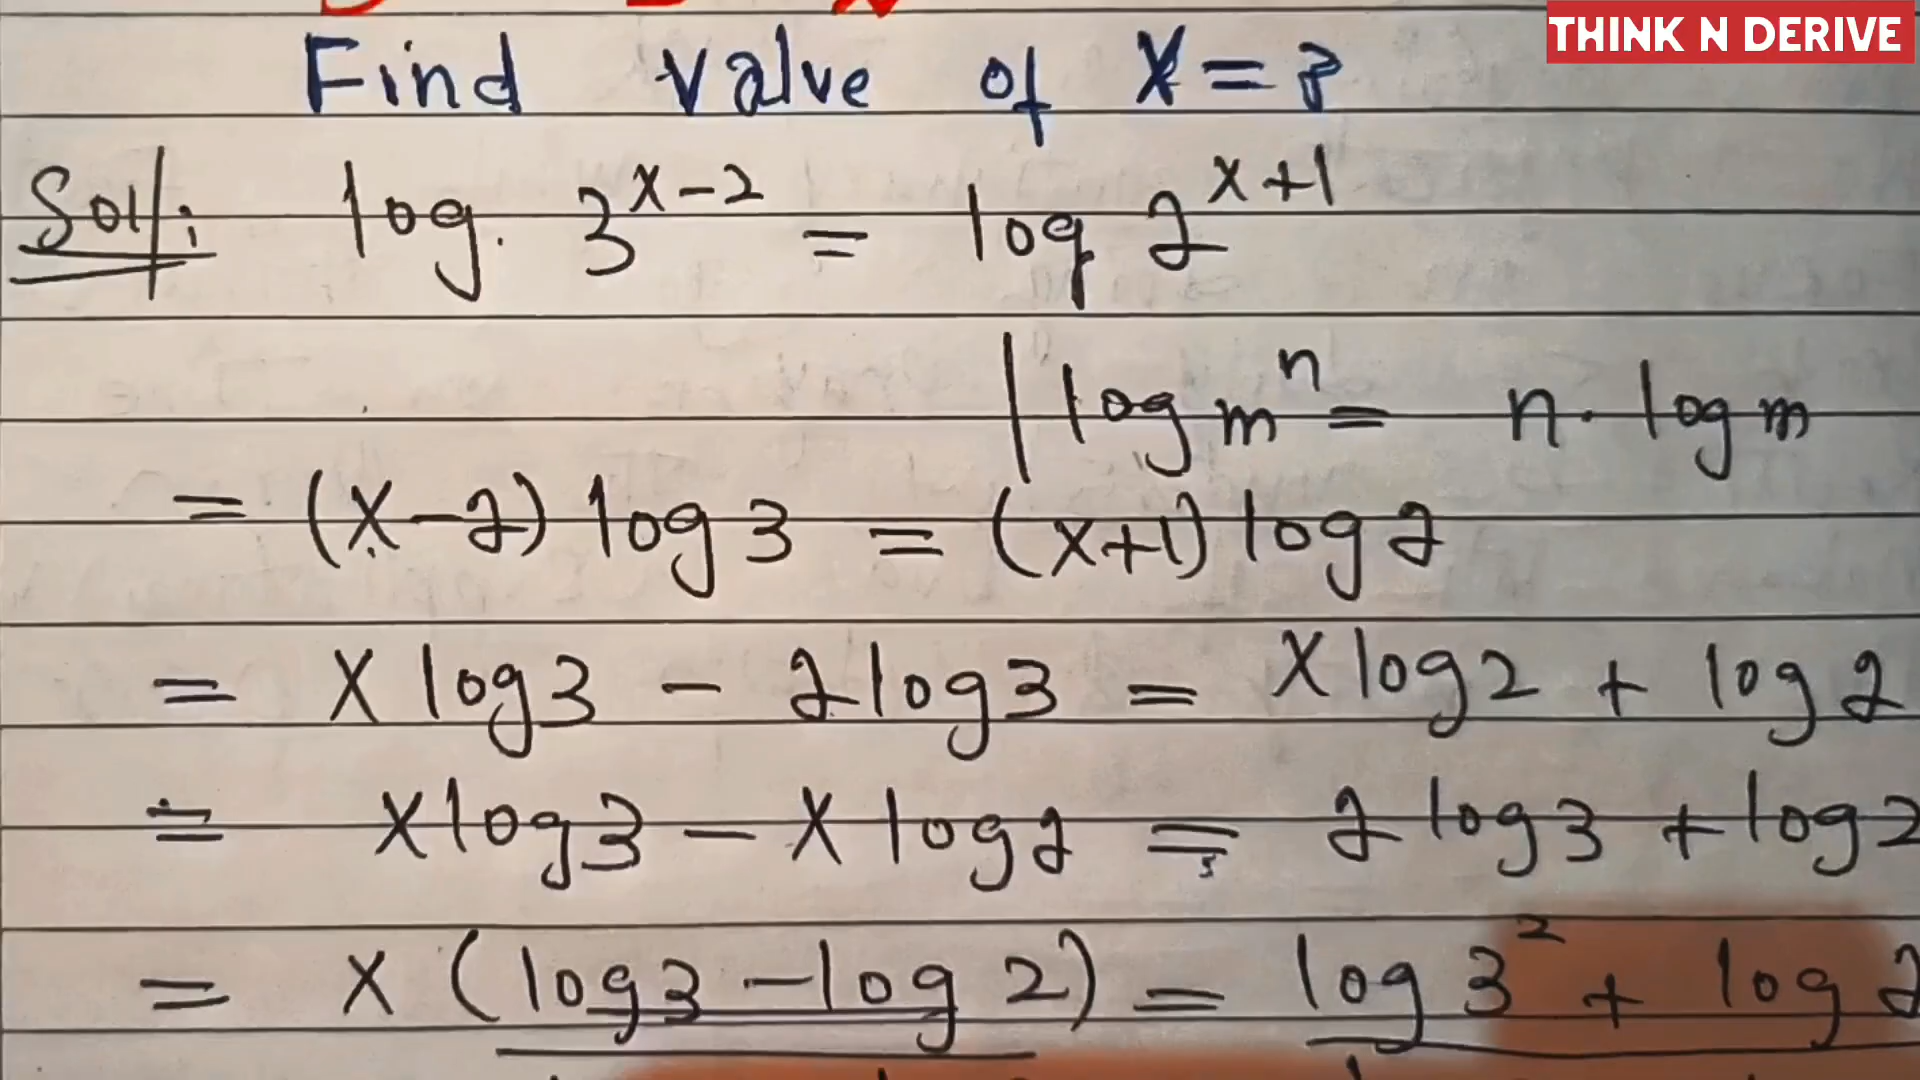 THINK N DERIVE
Find valve of x = ?
Sol: log. 3^{x-2} = log 2^{x+1}
| log m^n = n. log m
= (x-2) log 3 = (x+1) log 2
= x log 3 - 2 log 3 = x log 2 + log 2
= x log 3 - x log 2 = 2 log 3 + log 2
= x (log 3 - log 2) = log 3^2 + log 2